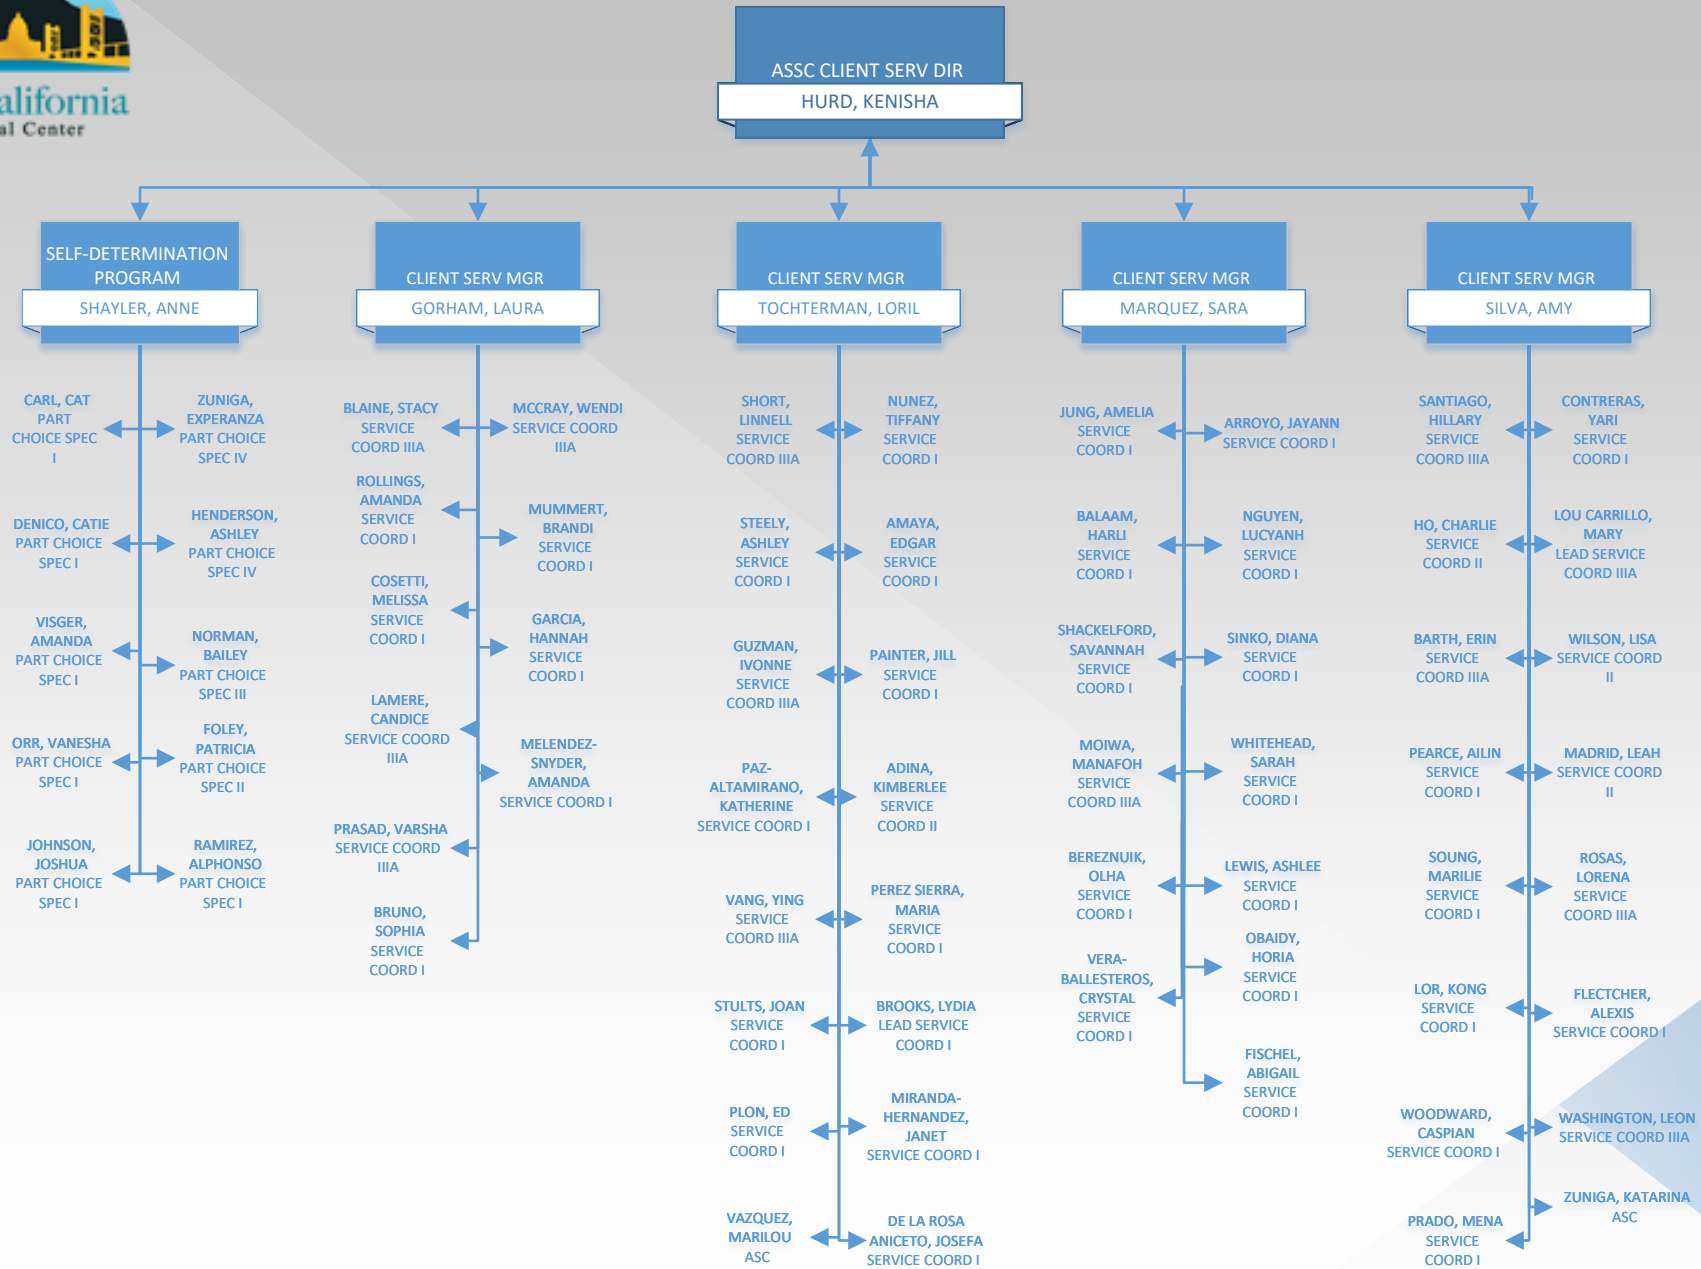 alifornia
al Center
ASSC CLIENT SERV DIR
HURD, KENISHA
SELF-DETERMINATION
PROGRAM
SHAYLER, ANNE
CARL, CAT
PART
CHOICE SPEC
I
ZUNIGA,
EXPERANZA
PART CHOICE
SPEC IV
DENICO, CATIE
PART CHOICE
SPEC I
HENDERSON,
ASHLEY
PART CHOICE
SPEC IV
VISGER,
AMANDA
PART CHOICE
SPEC I
NORMAN,
BAILEY
PART CHOICE
SPEC III
ORR, VANESHA
PART CHOICE
SPEC I
FOLEY,
PATRICIA
PART CHOICE
SPEC II
JOHNSON,
JOSHUA
PART CHOICE
SPEC I
RAMIREZ,
ALPHONSO
PART CHOICE
SPEC I
CLIENT SERV MGR
GORHAM, LAURA
BLAINE, STACY
SERVICE
COORD IIIA
MCCRAY, WENDI
SERVICE COORD
IIIA
ROLLINGS,
AMANDA
SERVICE
COORD I
MUMMERT,
BRANDI
SERVICE
COORD I
COSETTI,
MELISSA
SERVICE
COORD I
GARCIA,
HANNAH
SERVICE
COORD I
LAMERE,
CANDICE
SERVICE COORD
IIIA
MELENDEZ-
SNYDER,
AMANDA
SERVICE COORD I
PRASAD, VARSHA
SERVICE COORD
IIIA
BRUNO,
SOPHIA
SERVICE
COORD I
CLIENT SERV MGR
TOCHTERMAN, LORIL
SHORT,
LINNELL
SERVICE
COORD IIIA
NUNEZ,
TIFFANY
SERVICE
COORD I
STEELY,
ASHLEY
SERVICE
COORD I
AMAYA,
EDGAR
SERVICE
COORD I
GUZMAN,
IVONNE
SERVICE
COORD IIIA
PAINTER, JILL
SERVICE
COORD I
PAZ-
ALTAMIRANO,
KATHERINE
SERVICE COORD I
ADINA,
KIMBERLEE
SERVICE
COORD II
VANG, YING
SERVICE
COORD IIIA
PEREZ SIERRA,
MARIA
SERVICE
COORD I
STULTS, JOAN
SERVICE
COORD I
BROOKS, LYDIA
LEAD SERVICE
COORD I
PLON, ED
SERVICE
COORD I
MIRANDA-
HERNANDEZ,
JANET
SERVICE COORD I
VAZQUEZ,
MARILOU
ASC
DE LA ROSA
ANICETO, JOSEFA
SERVICE COORD I
CLIENT SERV MGR
MARQUEZ, SARA
JUNG, AMELIA
SERVICE
COORD I
ARROYO, JAYANN
SERVICE COORD I
BALAAM,
HARLI
SERVICE
COORD I
NGUYEN,
LUCYANH
SERVICE
COORD I
SHACKELFORD,
SAVANNAH
SERVICE
COORD I
SINKO, DIANA
SERVICE
COORD I
MOIWA,
MANAFOH
SERVICE
COORD IIIA
WHITEHEAD,
SARAH
SERVICE
COORD I
BEREZNUIK,
OLHA
SERVICE
COORD I
LEWIS, ASHLEE
SERVICE
COORD I
VERA-
BALLESTEROS,
CRYSTAL
SERVICE
COORD I
OBAIDY,
HORIA
SERVICE
COORD I
FISCHEL,
ABIGAIL
SERVICE
COORD I
CLIENT SERV MGR
SILVA, AMY
SANTIAGO,
HILLARY
SERVICE
COORD IIIA
CONTRERAS,
YARI
SERVICE
COORD I
HO, CHARLIE
SERVICE
COORD II
LOU CARRILLO,
MARY
LEAD SERVICE
COORD IIIA
BARTH, ERIN
SERVICE
COORD IIIA
WILSON, LISA
SERVICE COORD
II
PEARCE, AILIN
SERVICE
COORD I
MADRID, LEAH
SERVICE COORD
II
SOUNG,
MARILIE
SERVICE
COORD I
ROSAS,
LORENA
SERVICE
COORD IIIA
LOR, KONG
SERVICE
COORD I
FLECTCHER,
ALEXIS
SERVICE COORD I
WOODWARD,
CASPIAN
SERVICE COORD I
WASHINGTON, LEON
SERVICE COORD IIIA
PRADO, MENA
SERVICE
COORD I
ZUNIGA, KATARINA
ASC